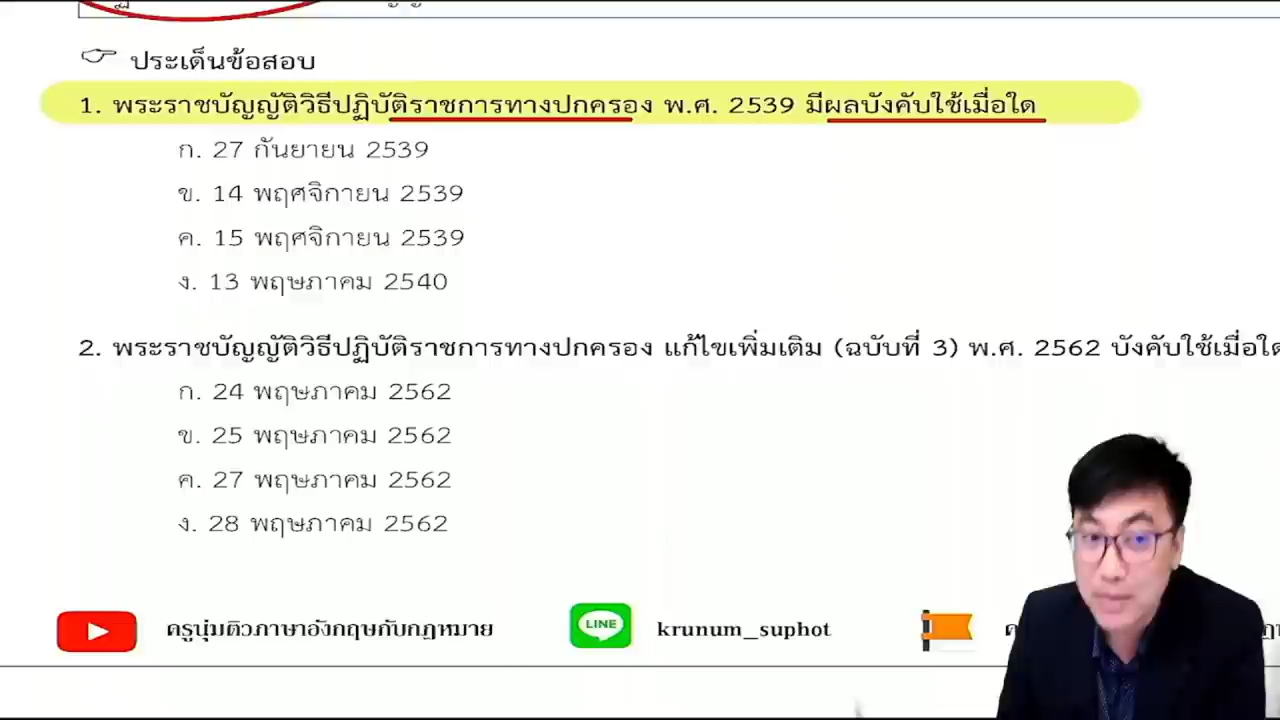 ☞ ประเด็นข้อสอบ
1. พระราชบัญญัติวิธีปฏิบัติราชการทางปกครอง พ.ศ. 2539 มีผลบังคับใช้เมื่อใด
ก. 27 กันยายน 2539
ข. 14 พฤศจิกายน 2539
ค. 15 พฤศจิกายน 2539
ง. 13 พฤษภาคม 2540
2. พระราชบัญญัติวิธีปฏิบัติราชการทางปกครอง แก้ไขเพิ่มเติม (ฉบับที่ 3) พ.ศ. 2562 บังคับใช้เมื่อใด
ก. 24 พฤษภาคม 2562
ข. 25 พฤษภาคม 2562
ค. 27 พฤษภาคม 2562
ง. 28 พฤษภาคม 2562
ครูนุ่มติวภาษาอังกฤษกับกฎหมาย LINE krunum_suphot